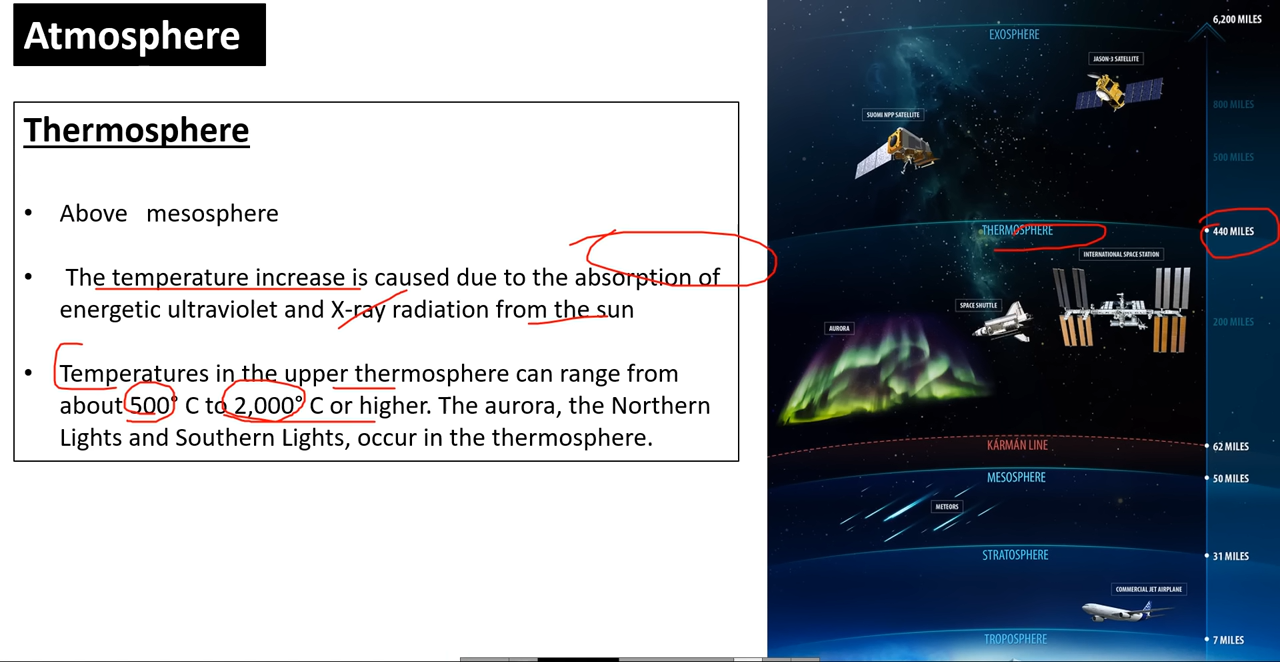 Atmosphere
Thermosphere
• Above mesosphere
• The temperature increase is caused due to the absorption of
energetic ultraviolet and X-ray radiation from the sun
• Temperatures in the upper thermosphere can range from
about 500° C to 2,000° C or higher. The aurora, the Northern
Lights and Southern Lights, occur in the thermosphere.
6,200 MILES
EXOSPHERE
JASON-3 SATELLITE
800 MILES
SUOMI NPP SATELLITE
500 MILES
THERMOSPHERE
440 MILES
INTERNATIONAL SPACE STATION
SPACE SHUTTLE
200 MILES
AURORA
KÁRMÁN LINE
62 MILES
MESOSPHERE
50 MILES
METEORS
STRATOSPHERE
31 MILES
COMMERCIAL JET AIRPLANE
TROPOSPHERE
7 MILES